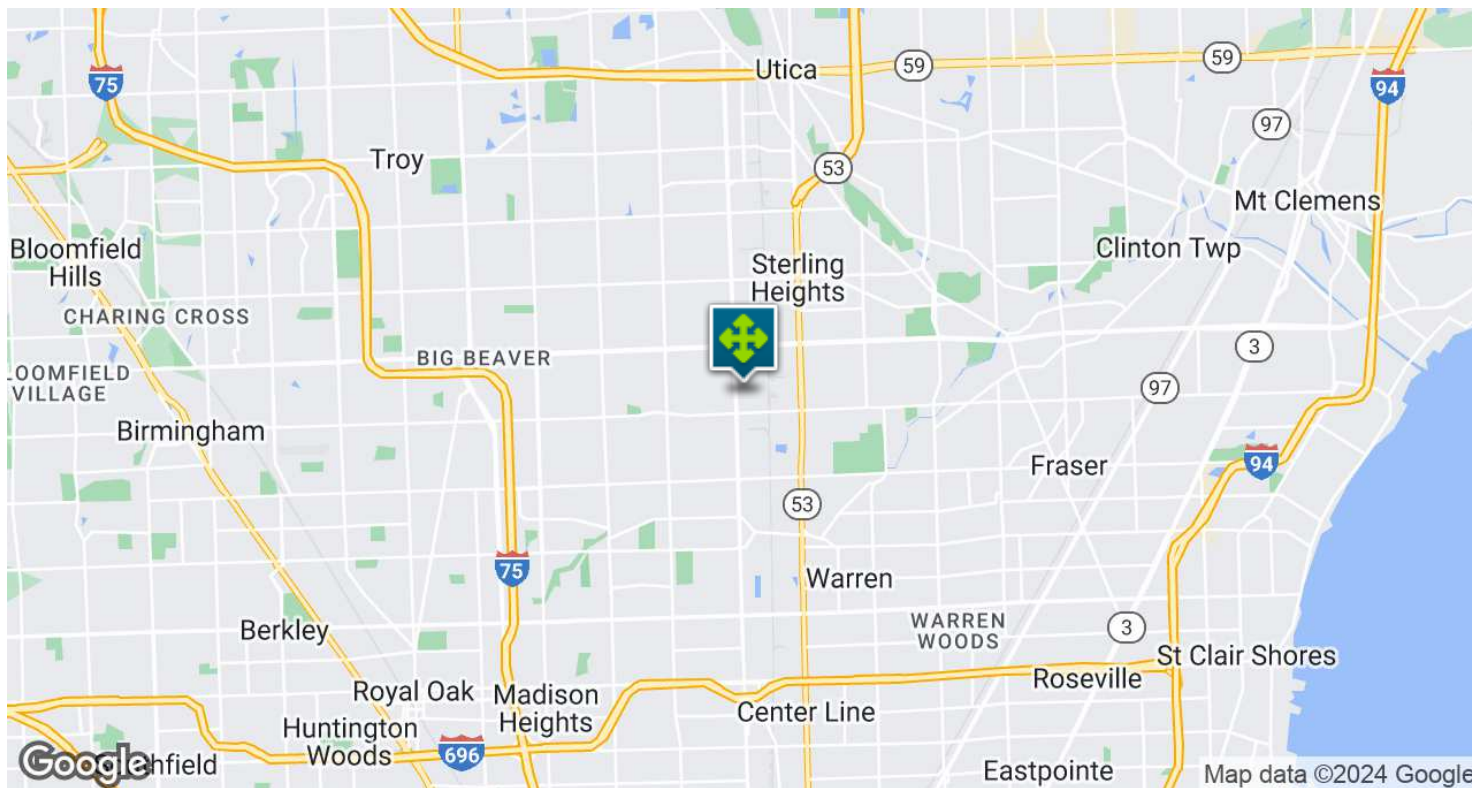 Utica
59
59
75
94
97
Troy
53
Mt Clemens
Bloomfield
Hills
Clinton Twp
Sterling
Heights
CHARING CROSS
BIG BEAVER
3
LOOMFIELD
VILLAGE
97
Birmingham
Fraser
94
53
75
Warren
Berkley
WARREN
WOODS
3
St Clair Shores
Roseville
Royal Oak
Madison
Heights
Center Line
Huntington
Woods
696
Google
Eastpointe
Map data ©2024 Google